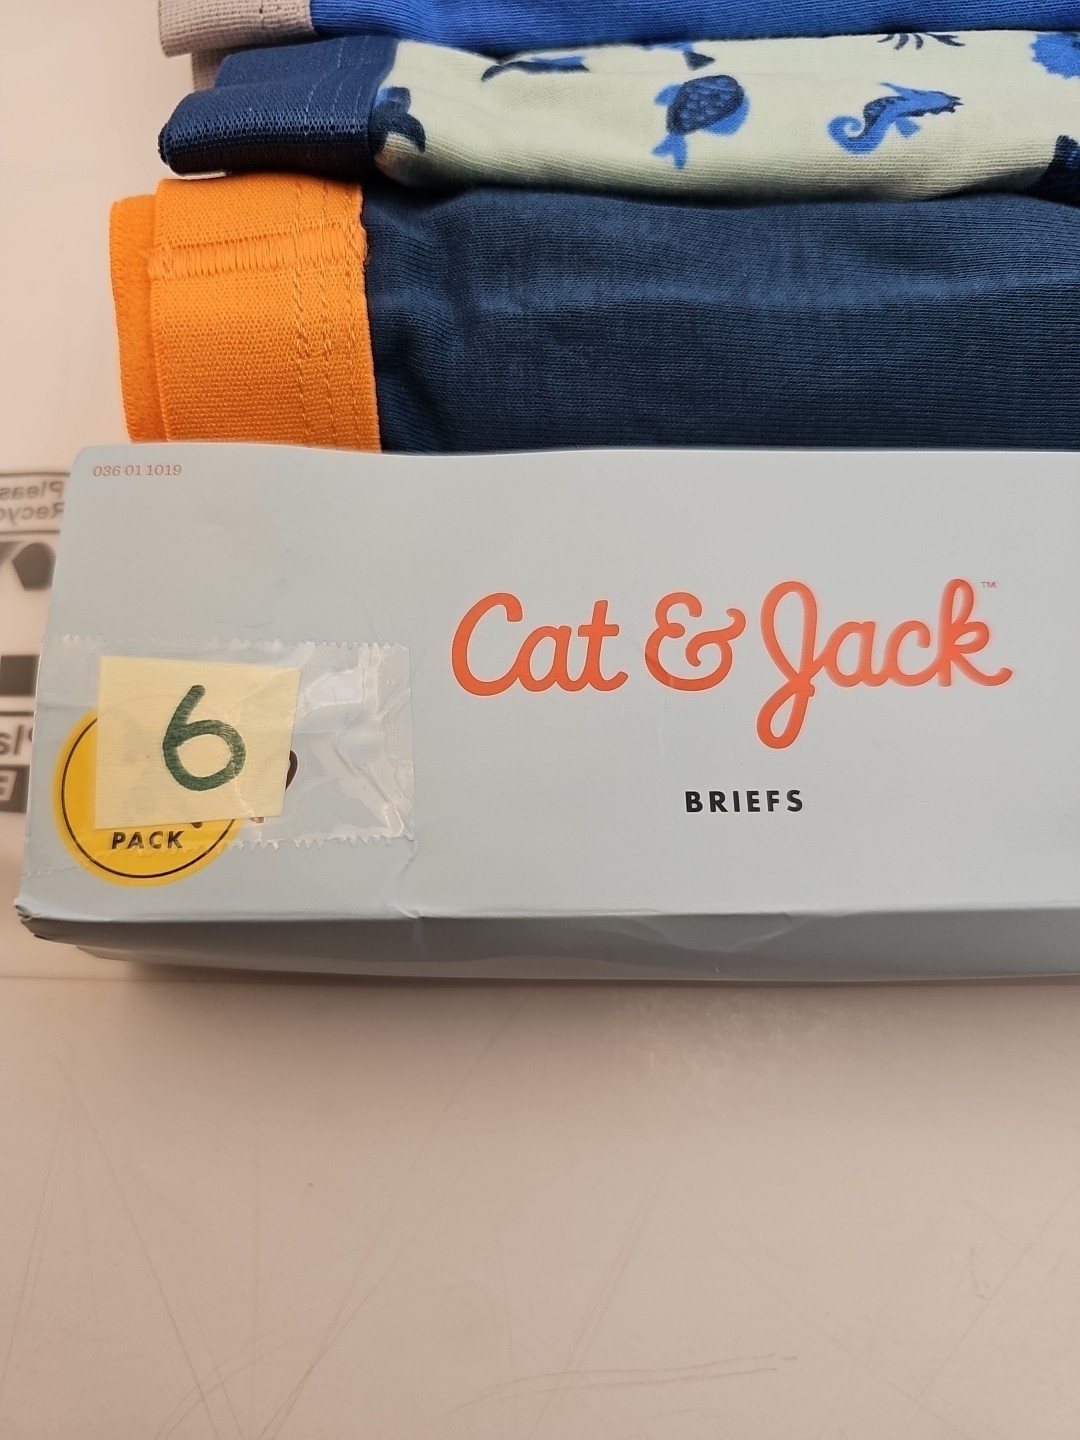 036 01 1019
Cat & Jack™
BRIEFS
6
PACK